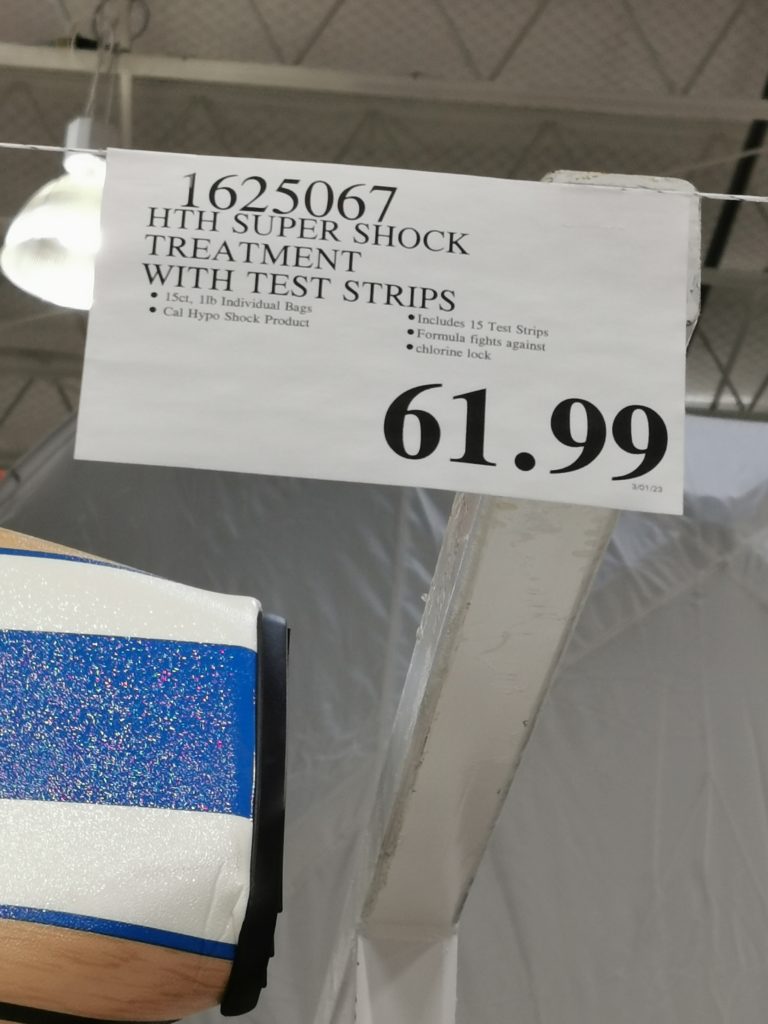 1625067
HTH SUPER SHOCK
TREATMENT
WITH TEST STRIPS
• 15ct, 1lb Individual Bags
• Cal Hypo Shock Product
• Includes 15 Test Strips
• Formula fights against
• chlorine lock
61.99
3/01/23